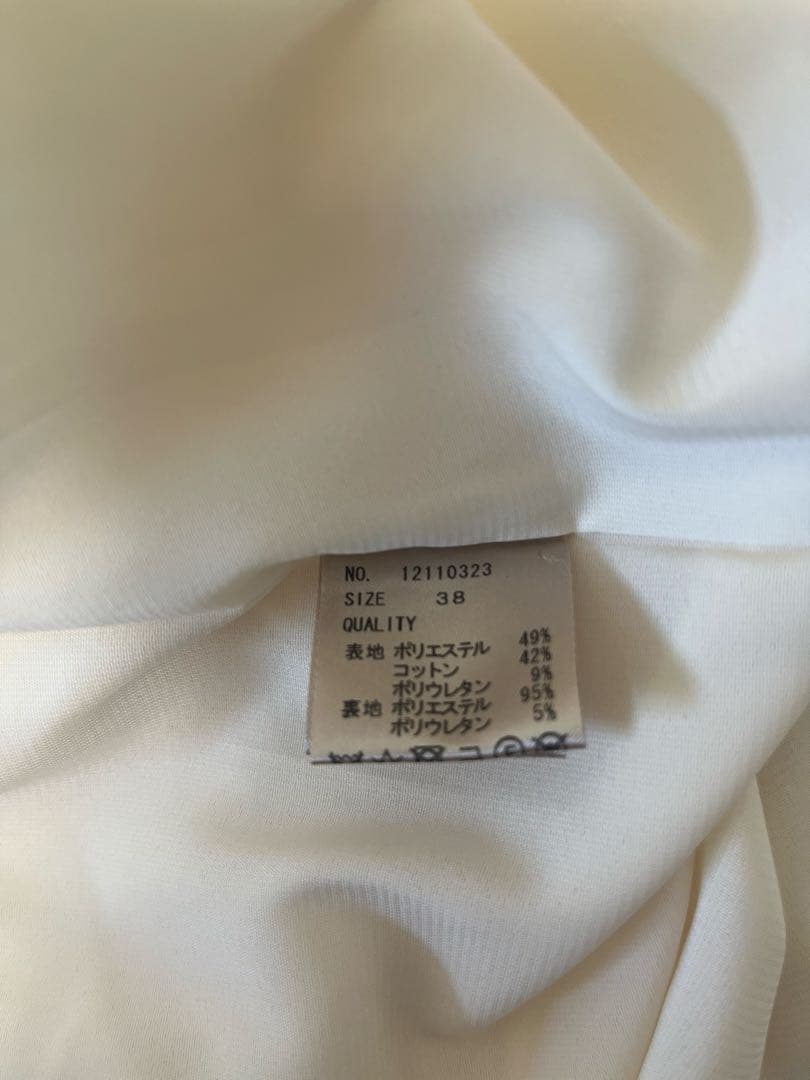 NO. 12110323
SIZE 38
QUALITY
表地 ポリエステル 49%
コットン 42%
ポリウレタン 9%
裏地 ポリエステル 95%
ポリウレタン 5%